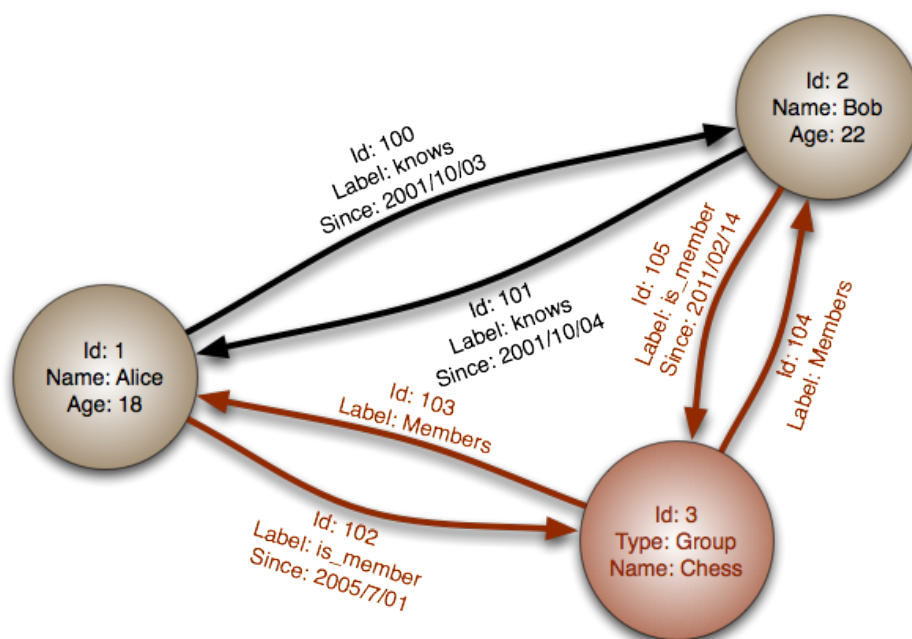 Id: 2
Name: Bob
Age: 22
Id: 100
Label: knows
Since: 2001/10/03
Id: 101
Label: knows
Since: 2001/10/04
Id: 105
Label: is_member
Since: 2011/02/14
Id: 104
Label: Members
Id: 1
Name: Alice
Age: 18
Id: 103
Label: Members
Id: 102
Label: is_member
Since: 2005/7/01
Id: 3
Type: Group
Name: Chess